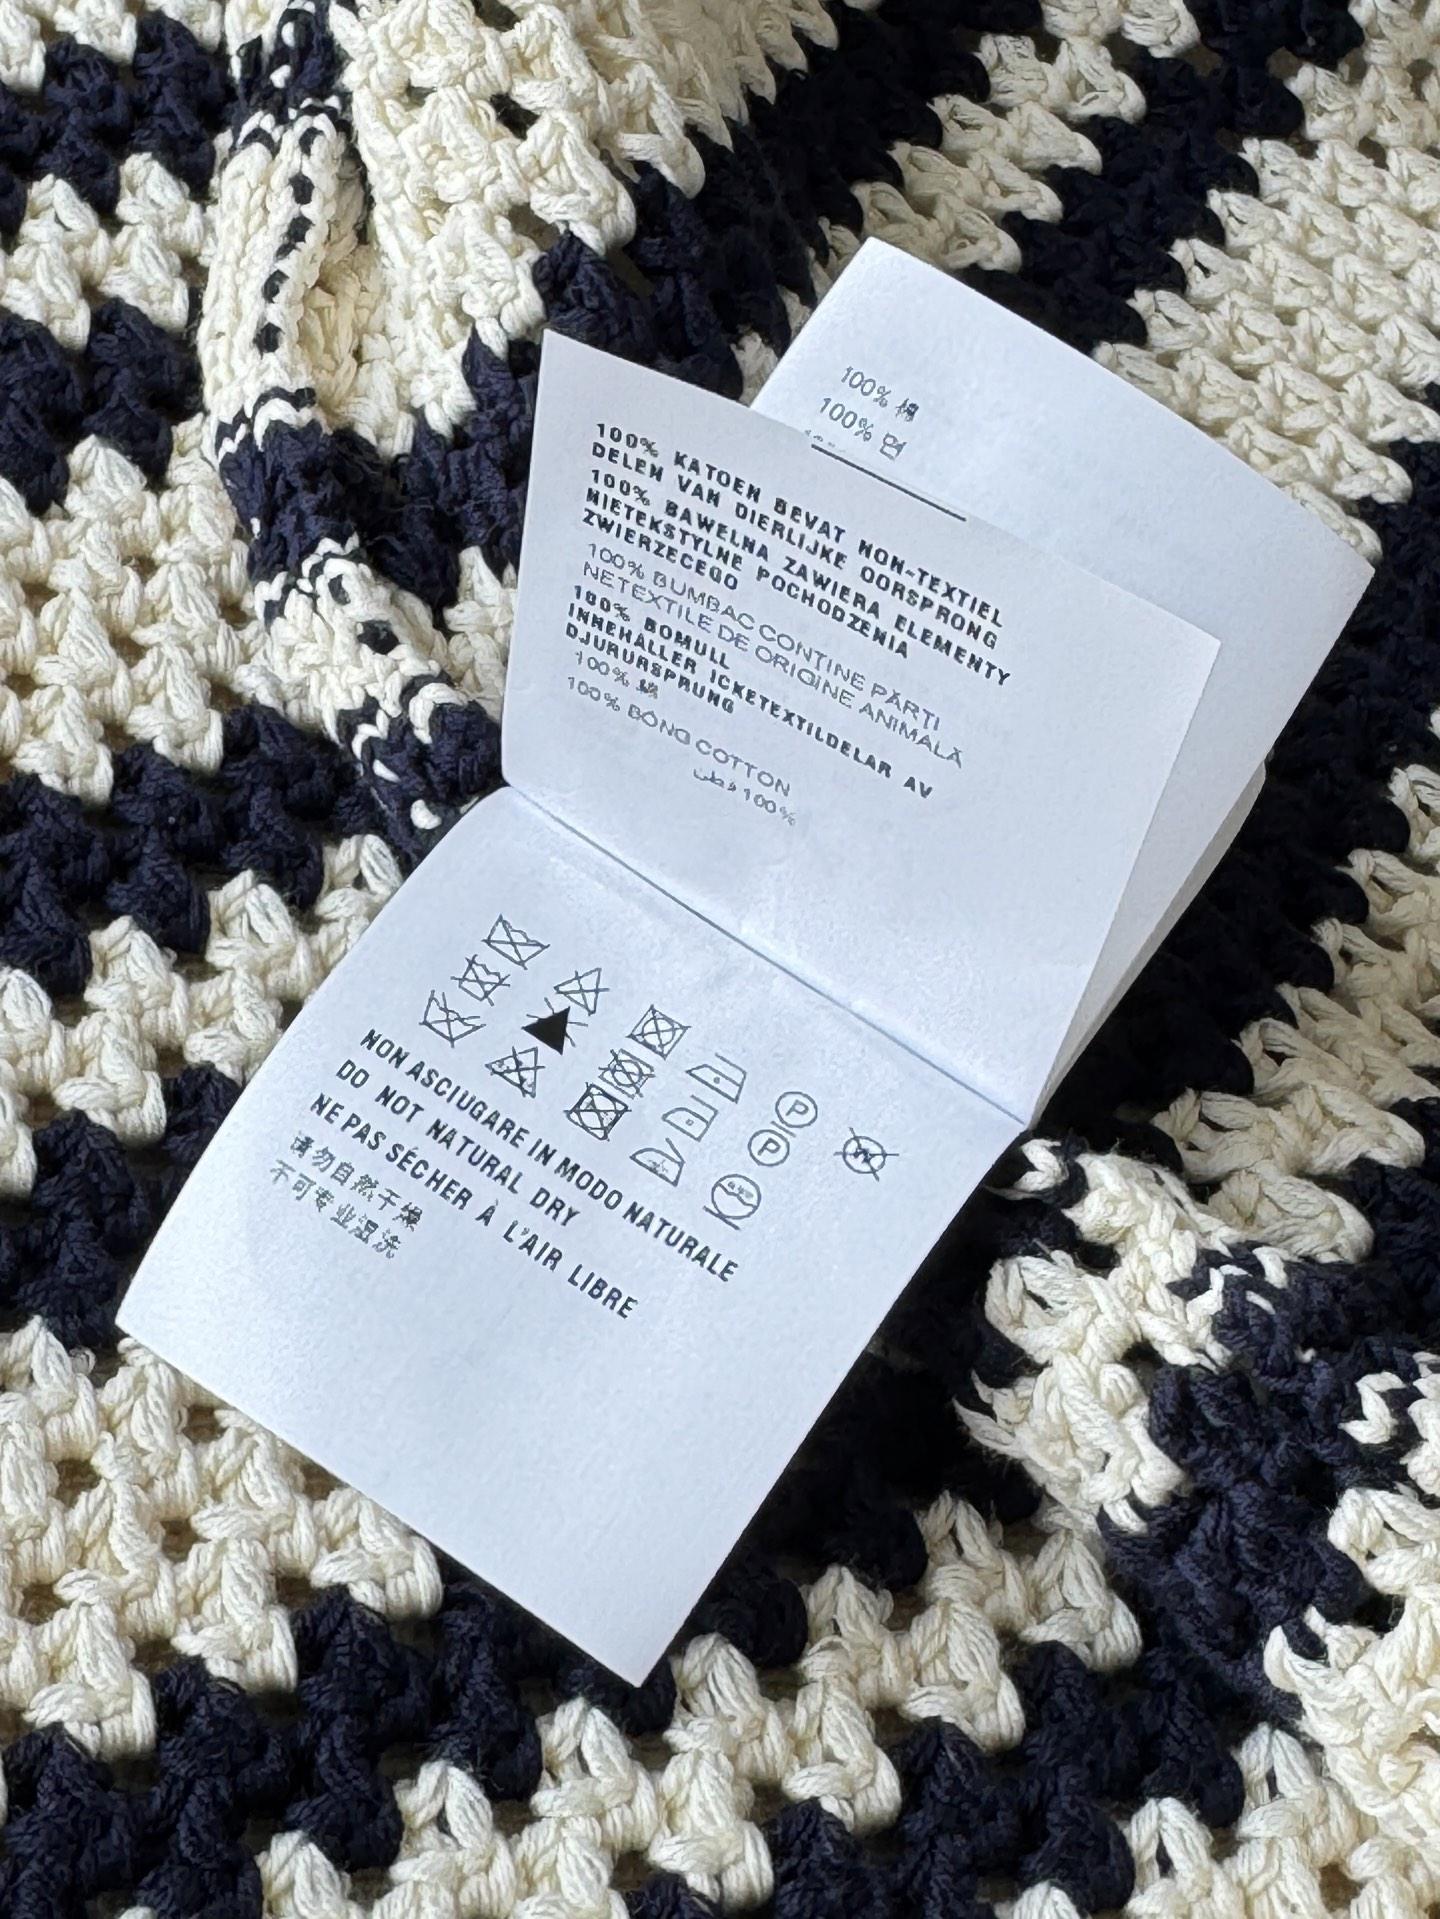 100% 棉
100% 면
100% KATOEN BEVAT NON-TEXTIEL
DELEN VAN DIERLIJKE OORSPRONG
100% BAWEŁNA ZAWIERA ELEMENTY
NIETEKSTYLNE POCHODZENIA
ZWIERZĘCEGO
100% BUMBAC CONȚINE PĂRȚI
NETEXTILE DE ORIGINE ANIMALĂ
100% BOMULL
INNEHÅLLER ICKETEXTILDELAR AV
DJURURSPRUNG
100% 綿
100% BÔNG COTTON
100% قطن
P
P
W
NON ASCIUGARE IN MODO NATURALE
DO NOT NATURAL DRY
NE PAS SÉCHER À L'AIR LIBRE
请勿自然干燥
不可专业湿洗